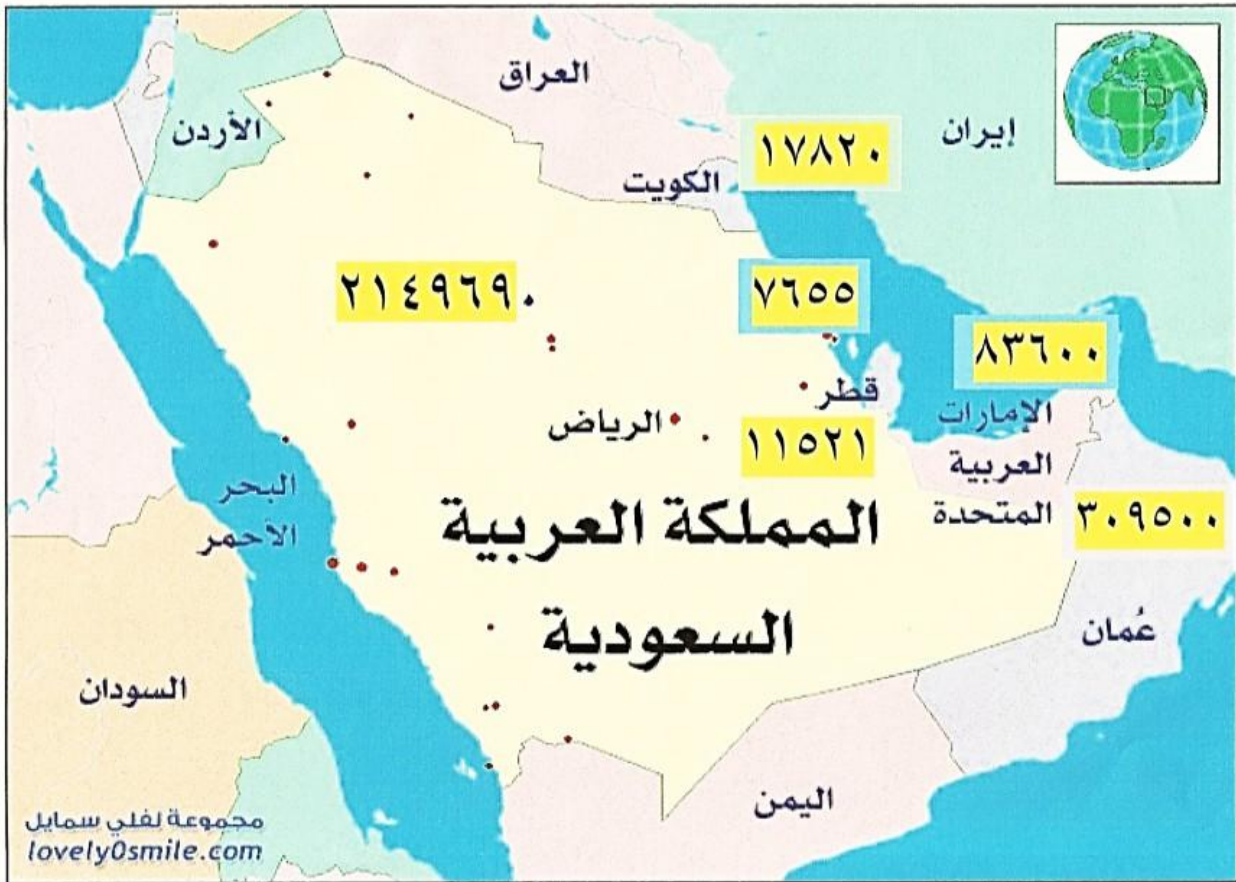 العراق
إيران
الأردن
١٧٨٢٠
الكويت
٢١٤٩٦٩٠
٧٦٥٥
٨٣٦٠٠
قطر
الإمارات
العربية
المتحدة
الرياض
١١٥٢١
البحر
الأحمر
المملكة العربية
السعودية
٣٠٩٥٠٠
عُمان
السودان
اليمن
مجموعة لفلي سمايل
lovely0smile.com